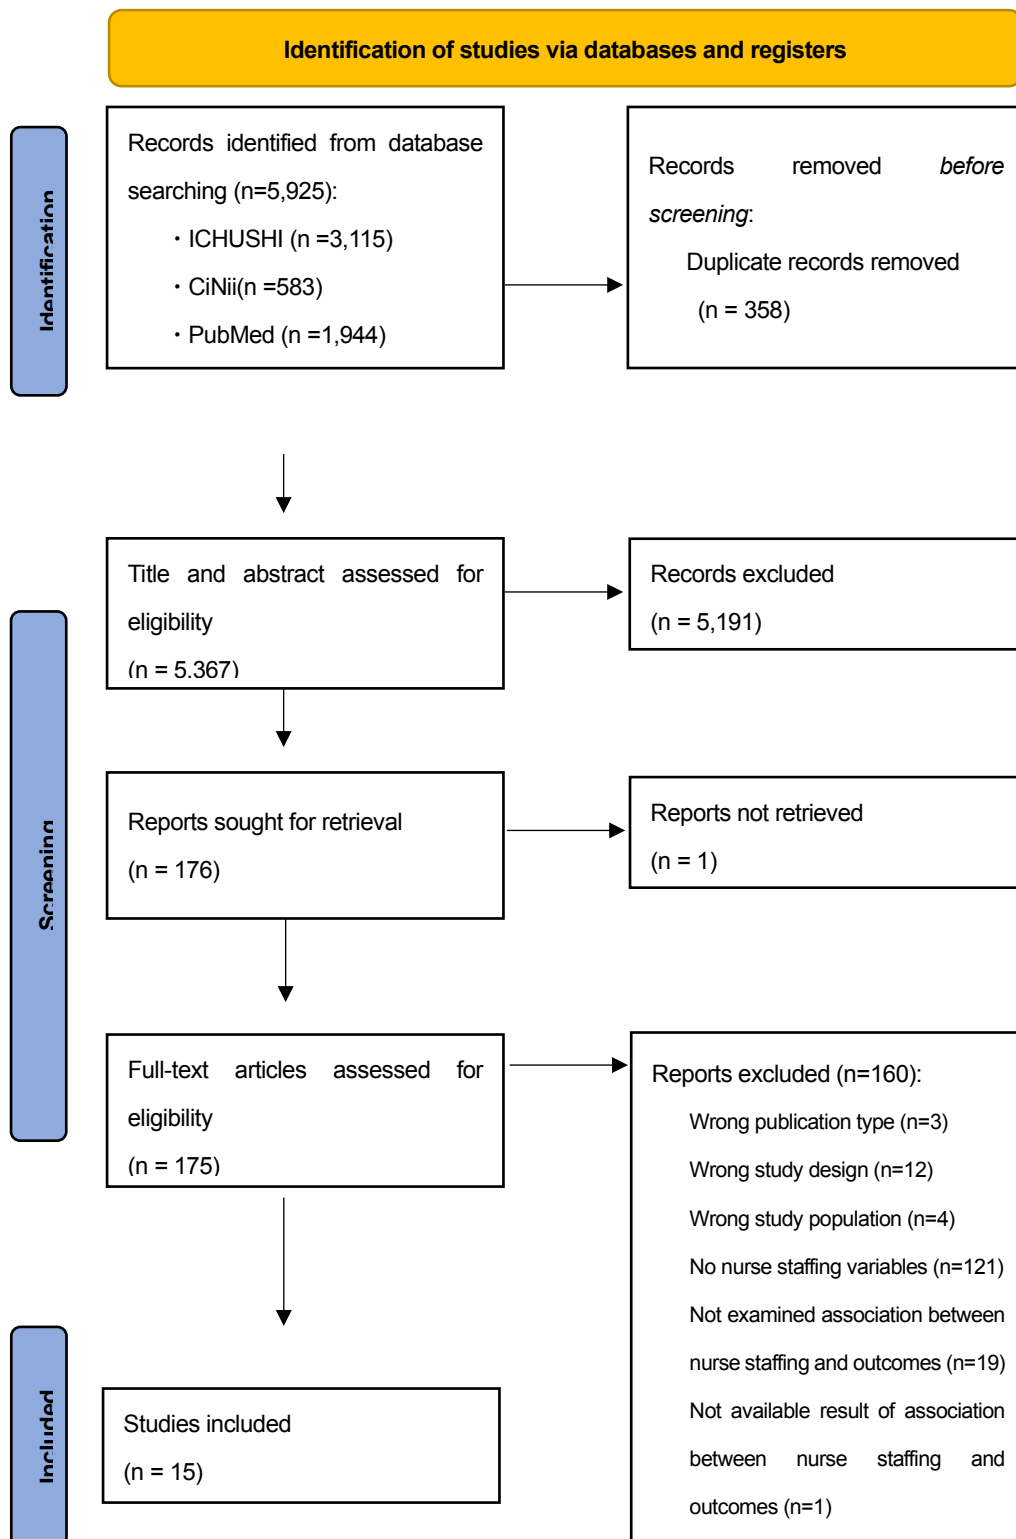 Identification of studies via databases and registers
Identification
Records identified from database
searching (n=5,925):
・ICHUSHI (n =3,115)
・CiNii(n =583)
・PubMed (n =1,944)
Records removed before
screening:
Duplicate records removed
(n = 358)
Screening
Title and abstract assessed for
eligibility
(n = 5.367)
Records excluded
(n = 5,191)
Reports sought for retrieval
(n = 176)
Reports not retrieved
(n = 1)
Full-text articles assessed for
eligibility
(n = 175)
Reports excluded (n=160):
Wrong publication type (n=3)
Wrong study design (n=12)
Wrong study population (n=4)
No nurse staffing variables (n=121)
Not examined association between
nurse staffing and outcomes (n=19)
Not available result of association
between nurse staffing and
outcomes (n=1)
Included
Studies included
(n = 15)